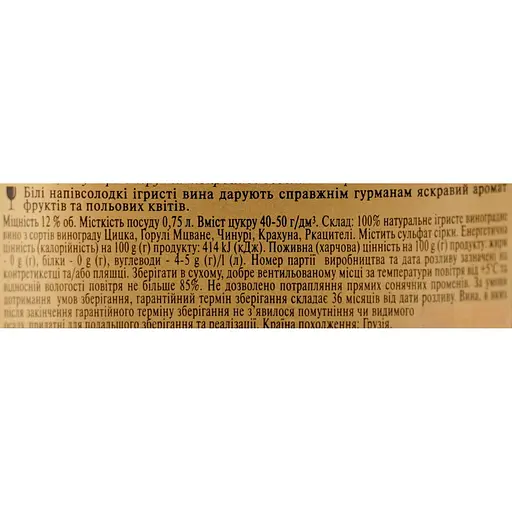 Білі напівсолодкі ігристі вина дарують справжнім гурманам яскравий аромат
фруктів та польових квітів.
Міцність 12 % об. Місткість посуду 0,75 л. Вміст цукру 40-50 г/дм³. Склад: 100% натуральне ігристе виноградне
вино з сортів винограду Цицка, Горулі Мцване, Чинурі, Крахуна, Ркацителі. Містить сульфат сірки. Енергетична
цінність (калорійність) на 100 g (г) продукту: 414 kJ (кДж). Поживна (харчова) цінність на 100 g (г) продукту: жири
- 0 g (г), білки - 0 g (г), вуглеводи - 4-5 g (г)/l (л). Номер партії виробництва та дата розливу зазначені на
контретикетці та/або пляшці. Зберігати в сухому, добре вентильованому місці за температури повітря від +5°C та
відносній вологості повітря не більше 85%. Не дозволено потрапляння прямих сонячних променів. За умови
дотримання умов зберігання, гарантійний термін зберігання складає 36 місяців від дати розливу. Вина, в яких
після закінчення гарантійного терміну зберігання не з'явилося помутніння чи видимого
осаду, придатні для подальшого зберігання та реалізації. Країна походження: Грузія.